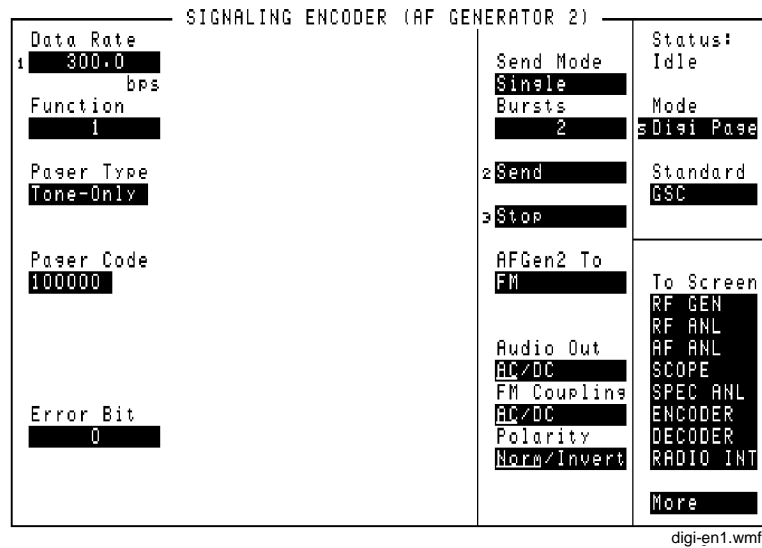 SIGNALING ENCODER (AF GENERATOR 2)
Data Rate
1 300.0
bps
Function
1
Pager Type
Tone-Only
Pager Code
100000
Error Bit
0
Send Mode
Single
Bursts
2
2 Send
3 Stop
AFGen2 To
FM
Audio Out
AC/DC
FM Coupling
AC/DC
Polarity
Norm/Invert
Status:
Idle
Mode
5 Digi Page
Standard
GSC
To Screen
RF GEN
RF ANL
AF ANL
SCOPE
SPEC ANL
ENCODER
DECODER
RADIO INT
More
digi-en1.wmf